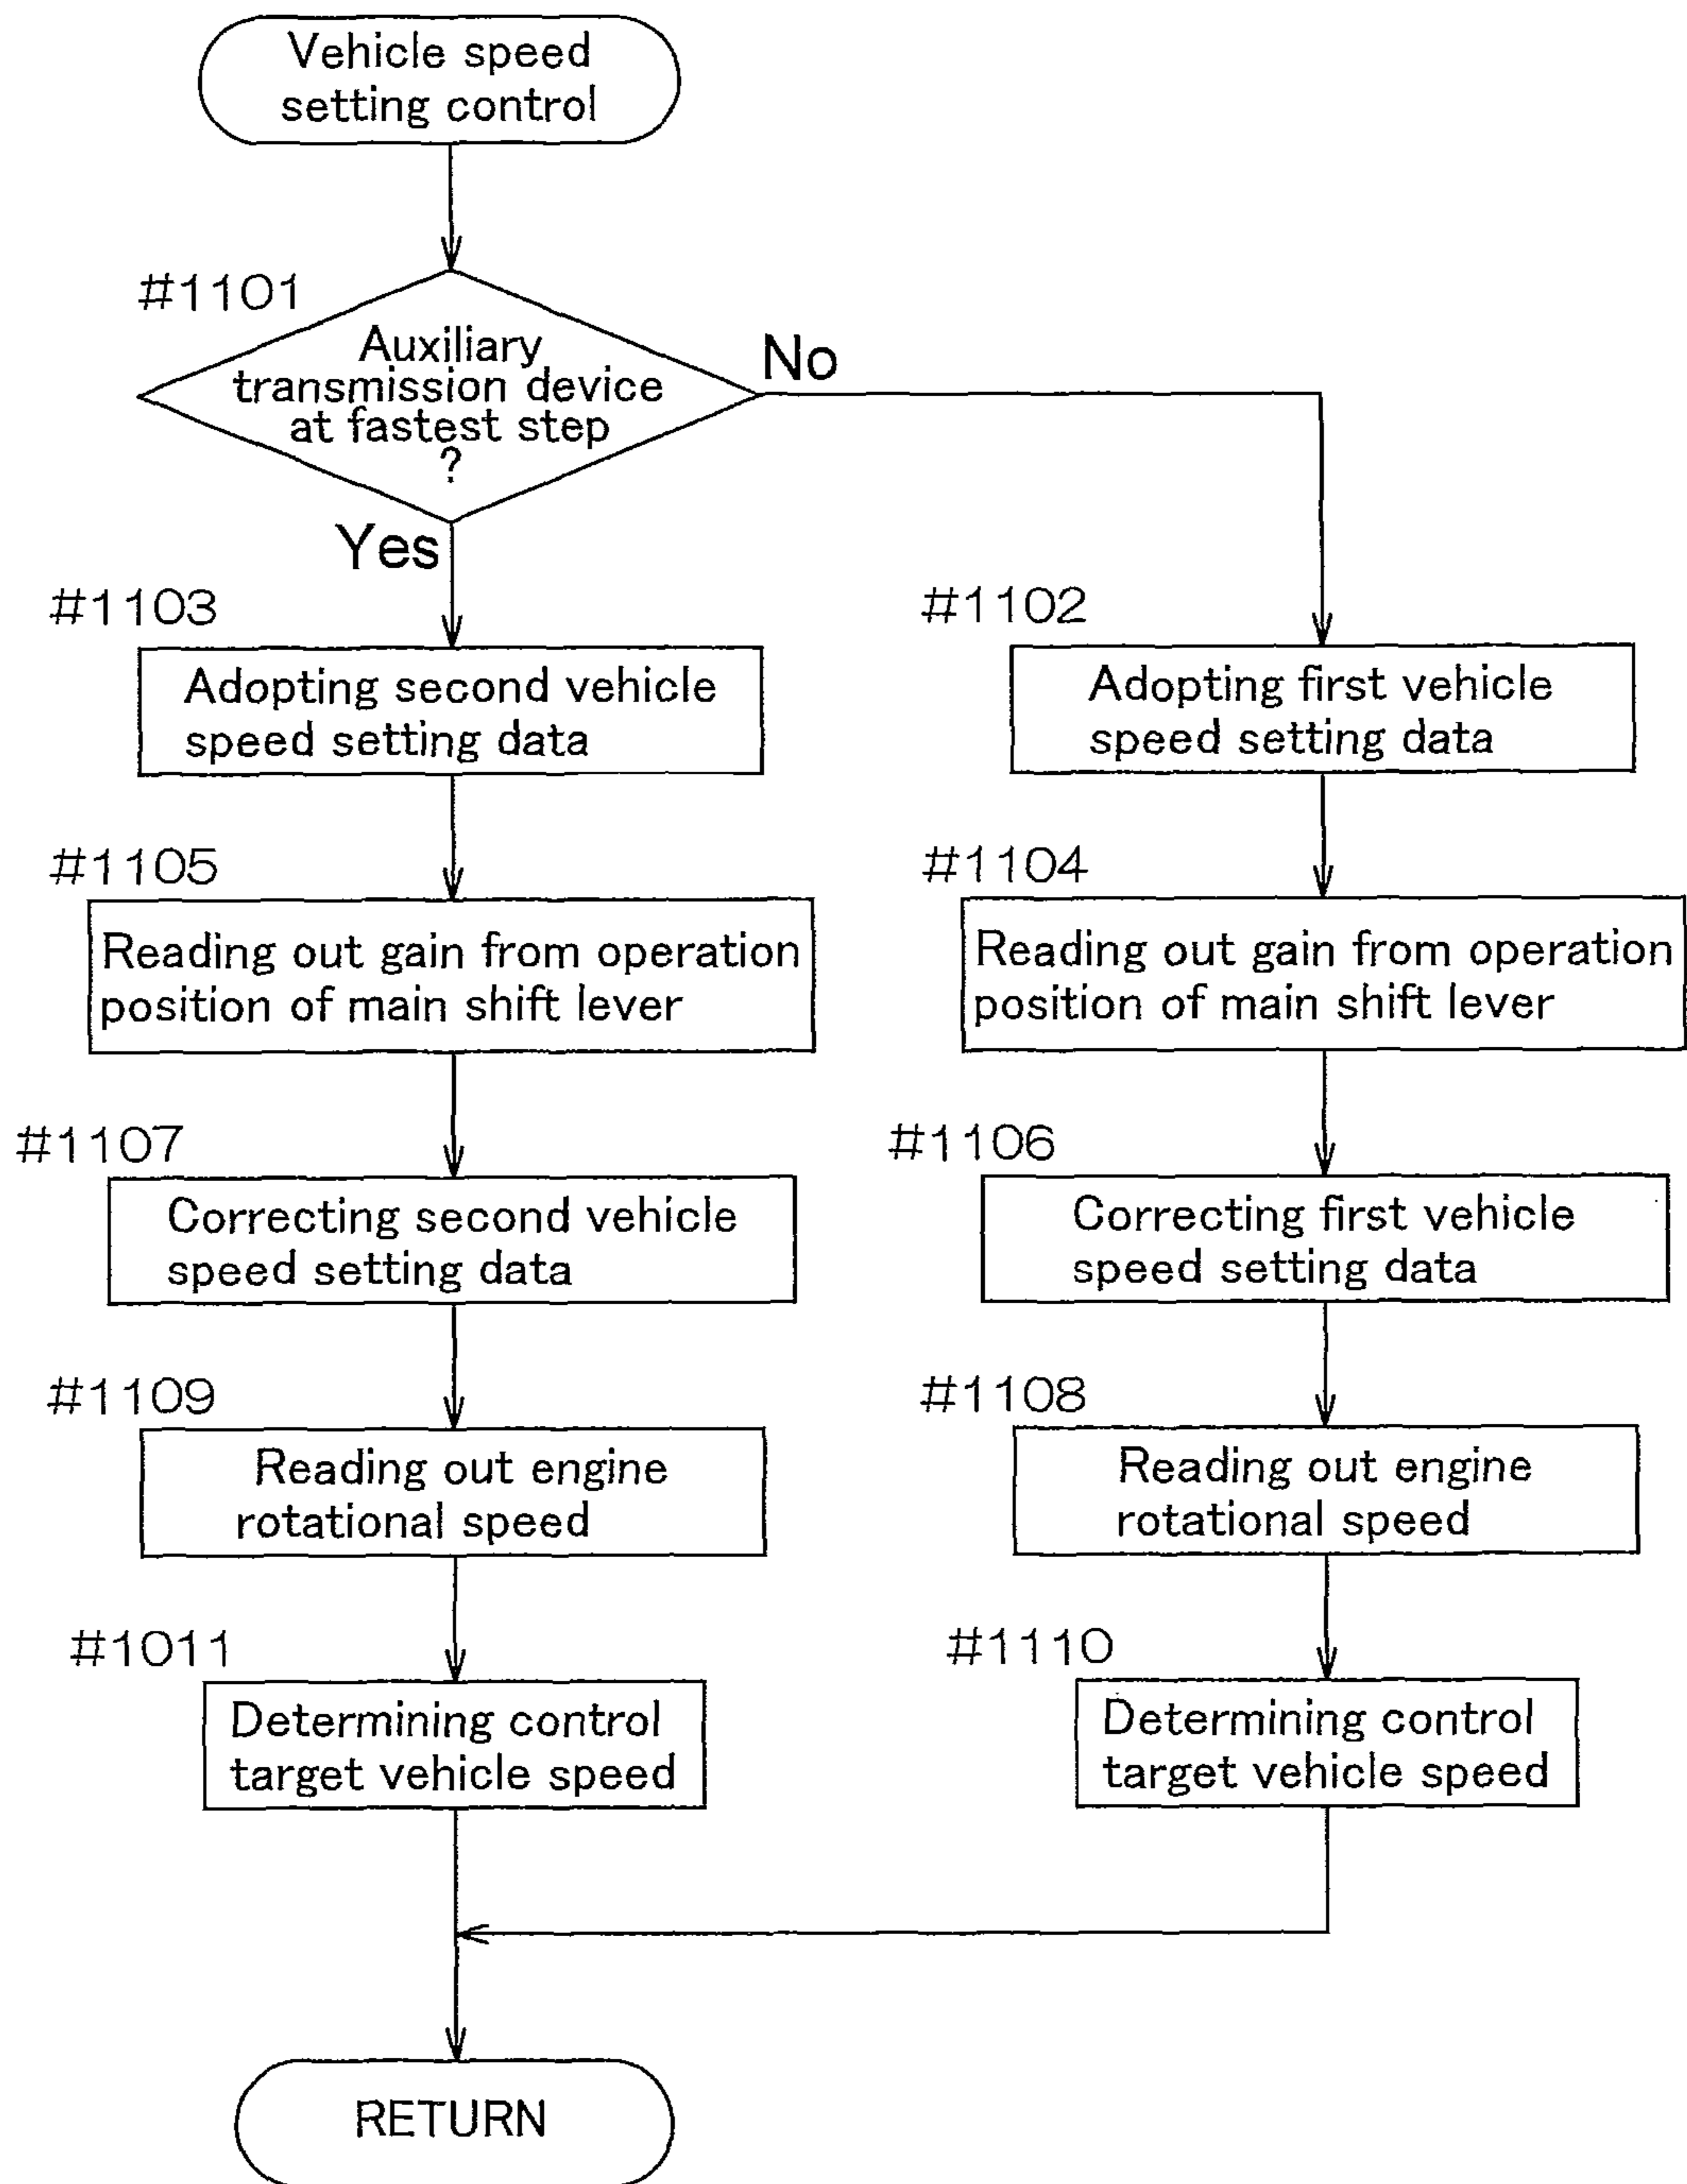 Vehicle speed
setting control
#1101
Auxiliary
transmission device
at fastest step
?
No
Yes
#1103
Adopting second vehicle
speed setting data
#1102
Adopting first vehicle
speed setting data
#1105
Reading out gain from operation
position of main shift lever
#1104
Reading out gain from operation
position of main shift lever
#1107
Correcting second vehicle
speed setting data
#1106
Correcting first vehicle
speed setting data
#1109
Reading out engine
rotational speed
#1108
Reading out engine
rotational speed
#1011
Determining control
target vehicle speed
#1110
Determining control
target vehicle speed
RETURN